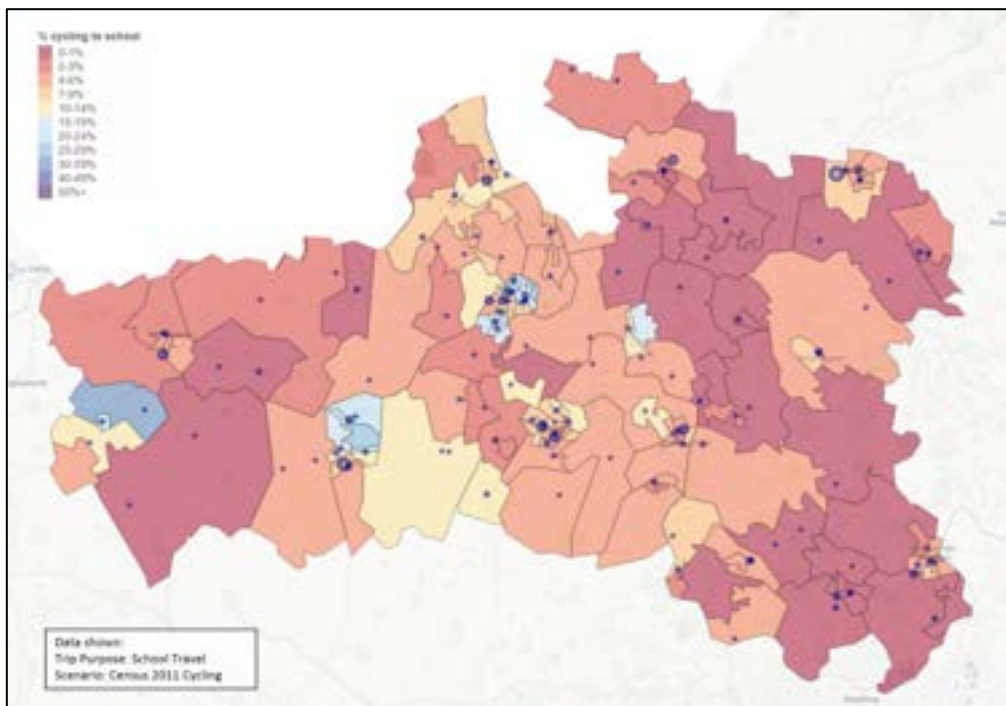 % cycling to school
0-1%
2-3%
4-6%
7-9%
10-14%
15-19%
20-24%
25-29%
30-39%
40-49%
50%+
Data shown:
Trip Purpose: School Travel
Scenario: Census 2011 Cycling